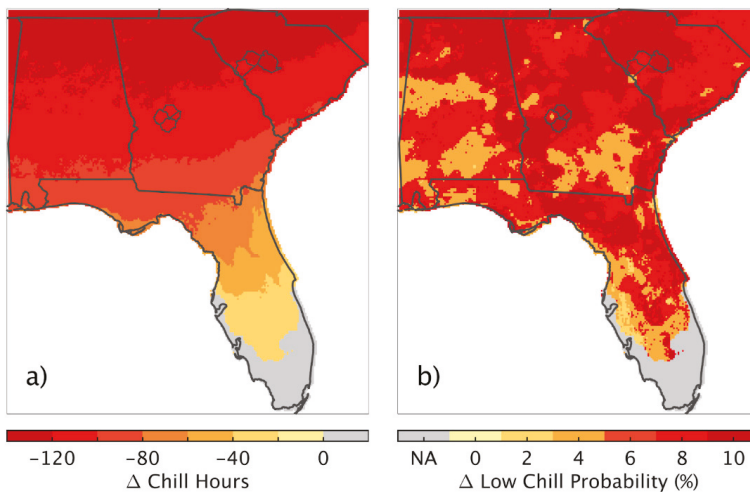 a)
b)
-120 -80 -40 0
NA 0 2 4 6 8 10
Δ Chill Hours
Δ Low Chill Probability (%)